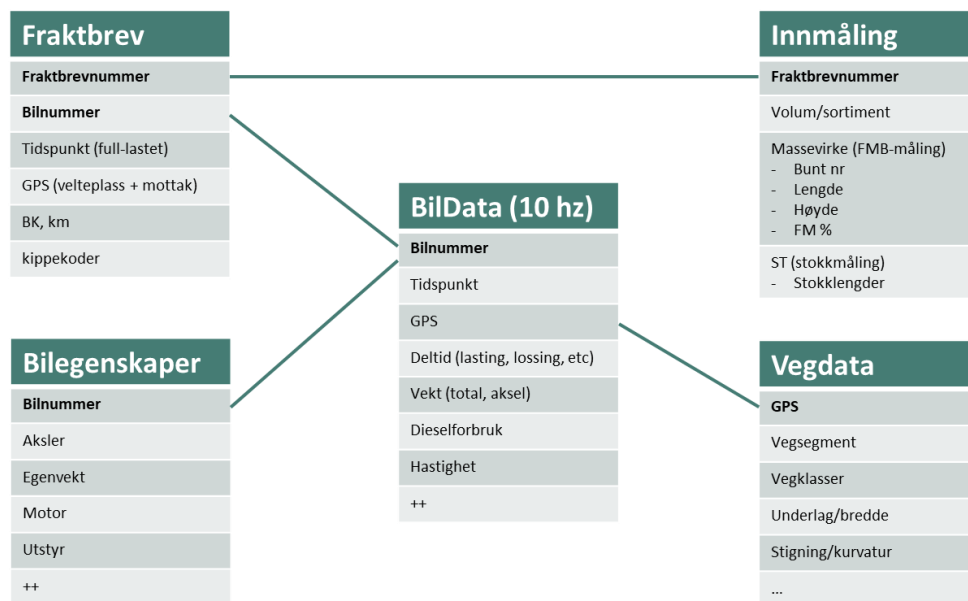 Fraktbrev
Fraktbrevnummer
Bilnummer
Tidspunkt (full-lastet)
GPS (velteplass + mottak)
BK, km
kippekoder
Innmåling
Fraktbrevnummer
Volum/sortiment
Massevirke (FMB-måling)
- Bunt nr
- Lengde
- Høyde
- FM %
ST (stokkmåling)
- Stokklengder
BilData (10 hz)
Bilnummer
Tidspunkt
GPS
Deltid (lasting, lossing, etc)
Vekt (total, aksel)
Dieselforbruk
Hastighet
++
Bilegenskaper
Bilnummer
Aksler
Egenvekt
Motor
Utstyr
++
Vegdata
GPS
Vegsegment
Vegklasser
Underlag/bredde
Stigning/kurvatur
...